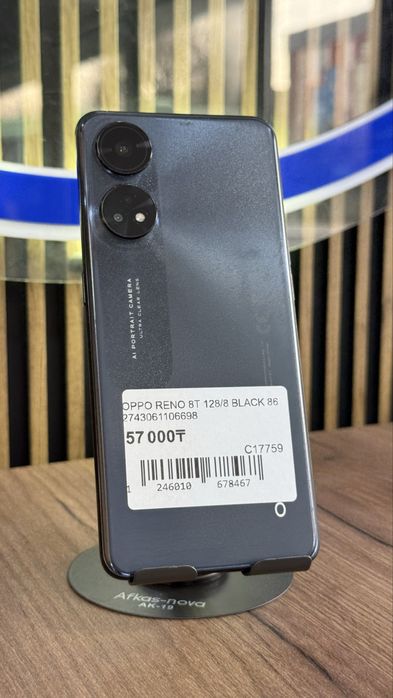 AI PORTRAIT CAMERA
ULTRA CLEAR LENS
OPPO RENO 8T 128/8 BLACK 86
2743061106698
57 000₸
C17759
1 246010 678467
O
Afkas-nova
AK-19